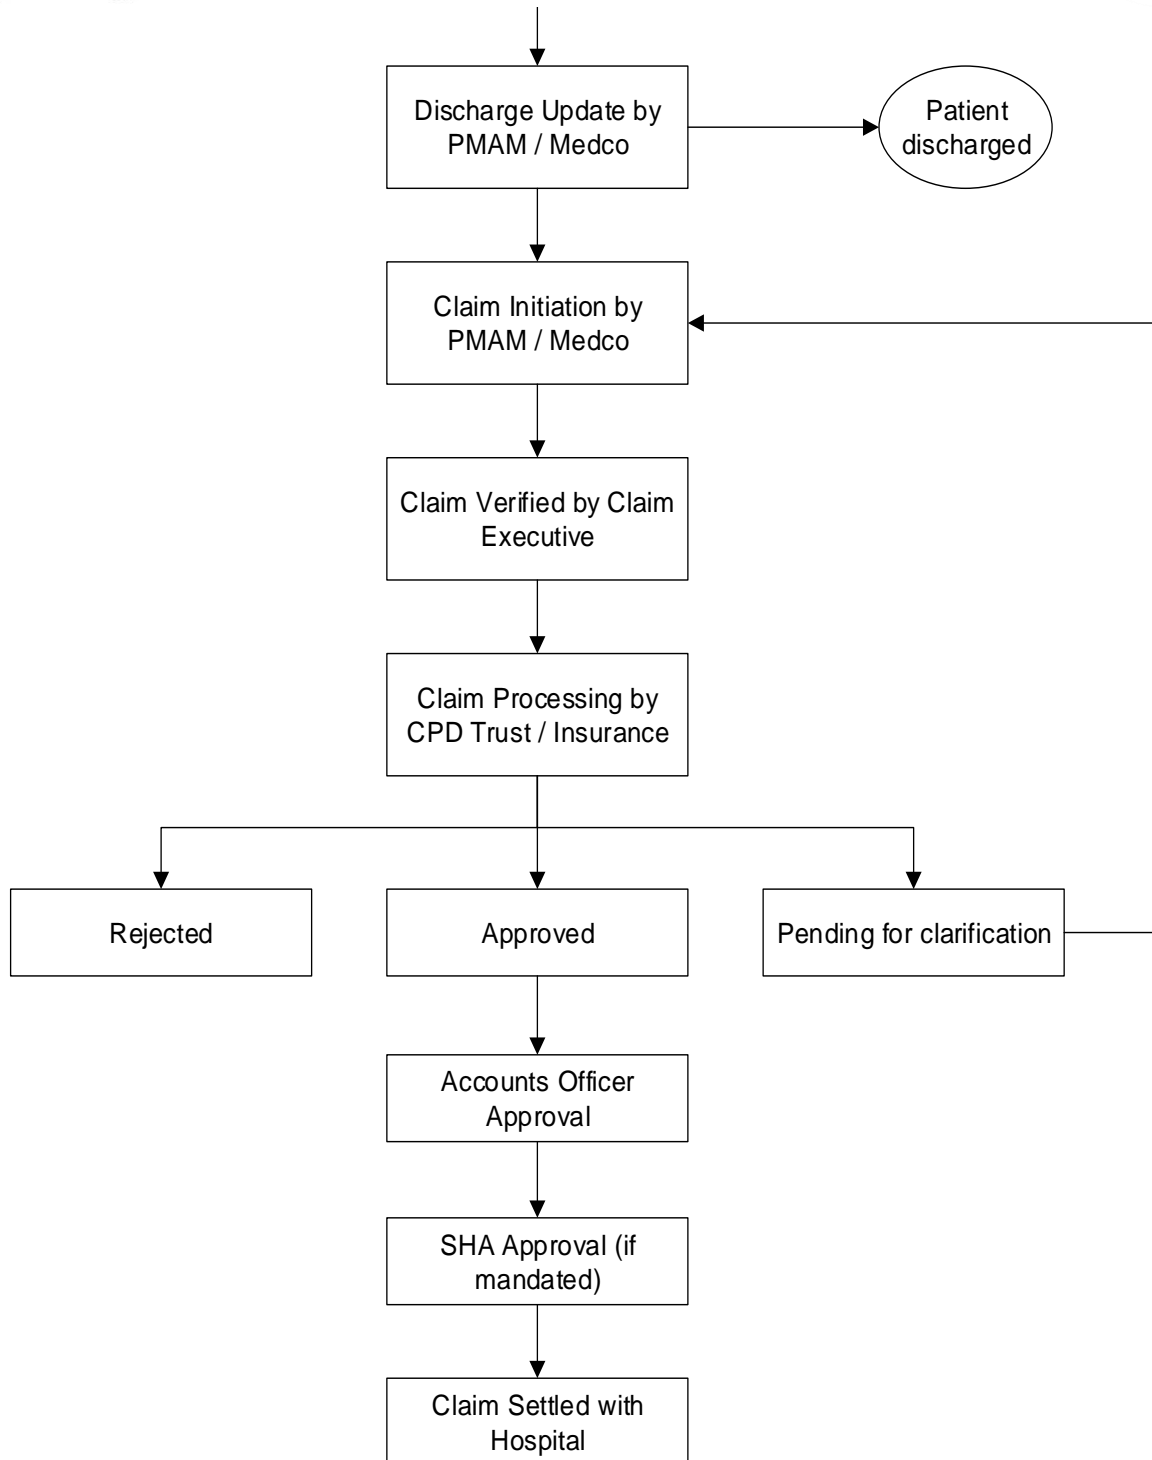 Discharge Update by
PMAM / Medco
Patient
discharged
Claim Initiation by
PMAM / Medco
Claim Verified by Claim
Executive
Claim Processing by
CPD Trust / Insurance
Rejected
Approved
Pending for clarification
Accounts Officer
Approval
SHA Approval (if
mandated)
Claim Settled with
Hospital